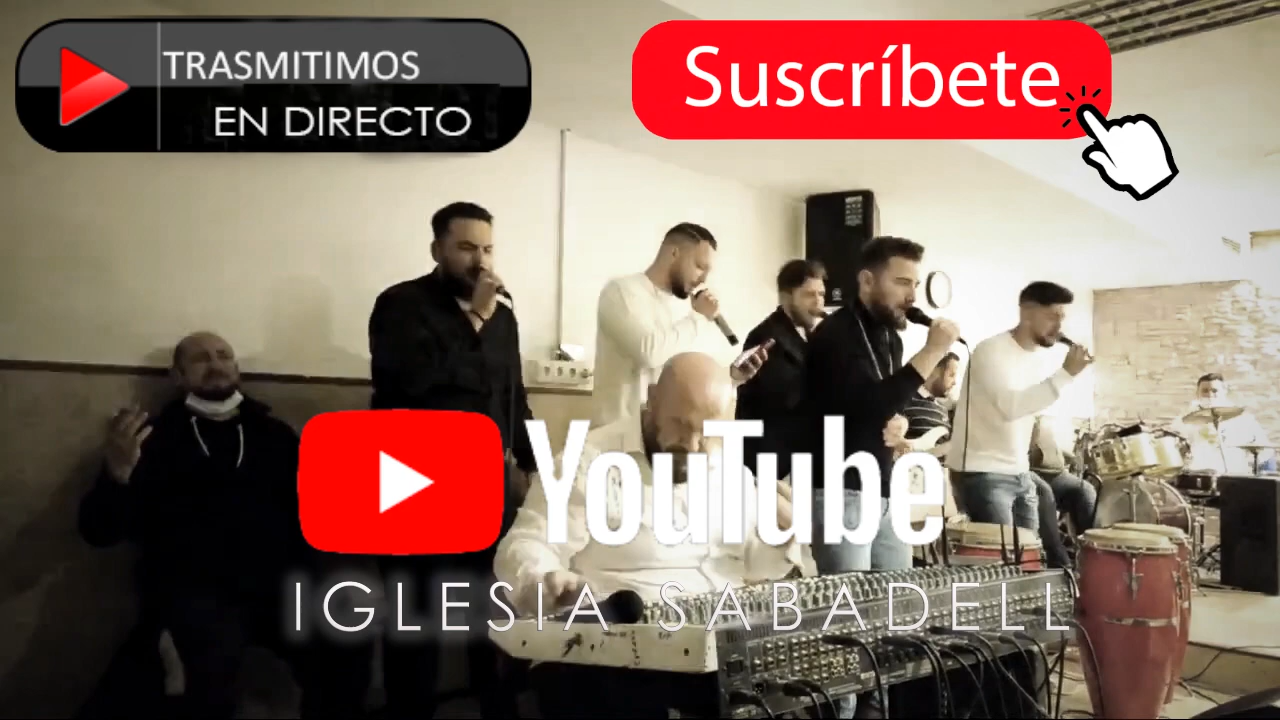 TRASMITIMOS
EN DIRECTO
Suscríbete
YouTube
IGLESIA SABADELL